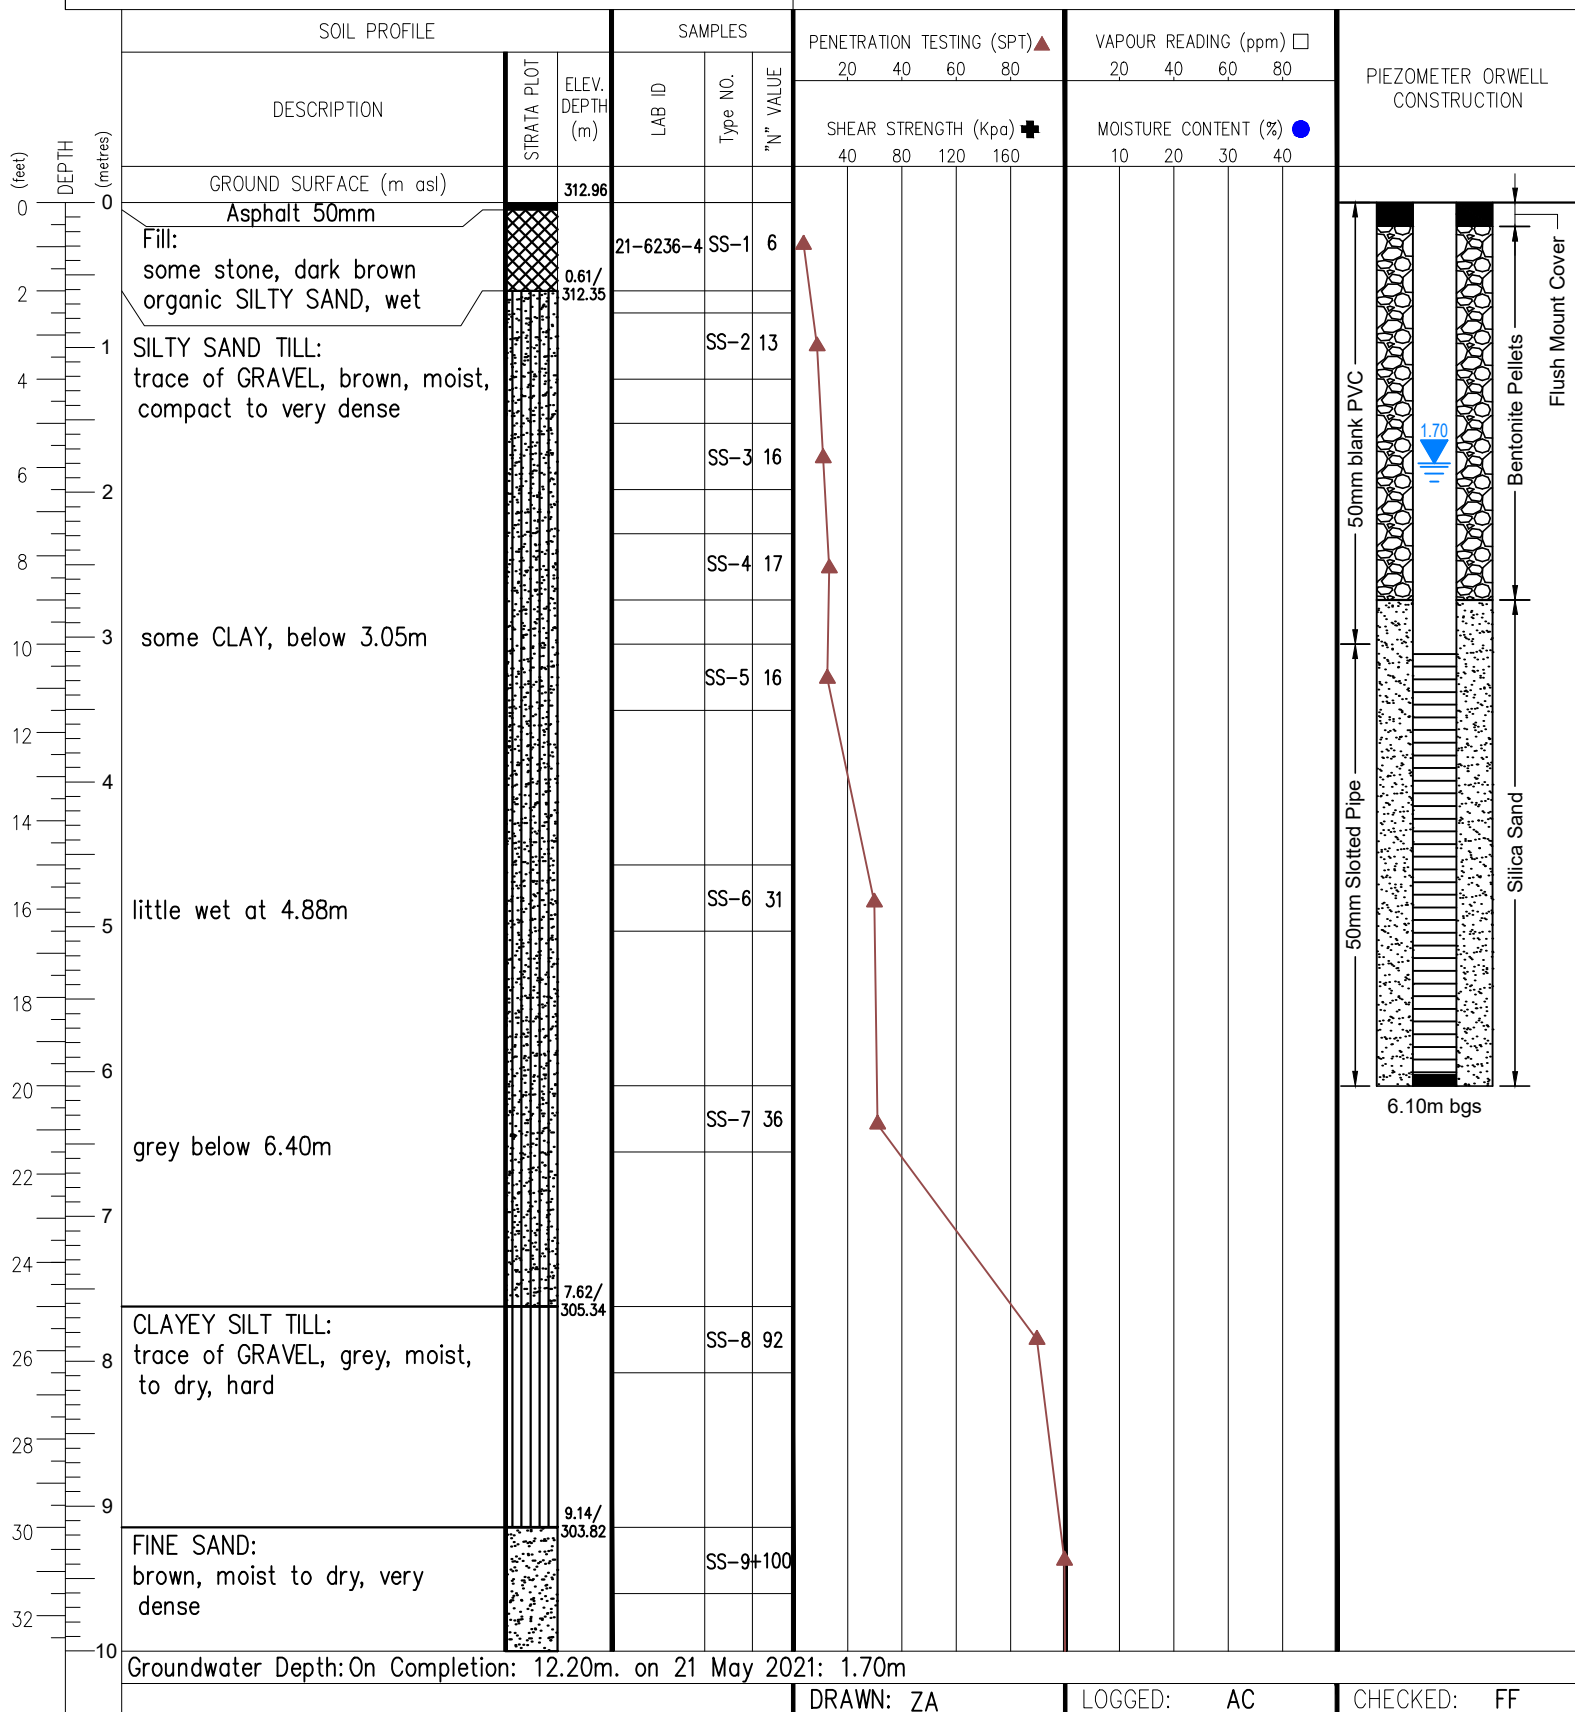 SOIL PROFILE
SAMPLES
PENETRATION TESTING (SPT)
20 40 60 80
SHEAR STRENGTH (Kpa)
40 80 120 160
VAPOUR READING (ppm)
20 40 60 80
MOISTURE CONTENT (%)
10 20 30 40
PIEZOMETER ORWELL
CONSTRUCTION
(feet)
DEPTH
(metres)
DESCRIPTION
STRATA PLOT
ELEV.
DEPTH
(m)
LAB ID
Type NO.
"N" VALUE
GROUND SURFACE (m asl)
312.96
0 0
Asphalt 50mm
Fill:
some stone, dark brown
organic SILTY SAND, wet
21-6236-4 SS-1 6
0.61/
312.35
2
SILTY SAND TILL:
trace of GRAVEL, brown, moist,
compact to very dense
1
SS-2 13
4
SS-3 16
6
2
SS-4 17
8
some CLAY, below 3.05m
3
10
SS-5 16
12
4
14
SS-6 31
little wet at 4.88m
16
5
18
6
20
SS-7 36
grey below 6.40m
22
7
24
7.62/
305.34
CLAYEY SILT TILL:
trace of GRAVEL, grey, moist,
to dry, hard
SS-8 92
26
8
28
9
9.14/
303.82
30
FINE SAND:
brown, moist to dry, very
dense
SS-9 +100
32
10
50mm blank PVC
50mm Slotted Pipe
1.70
Flush Mount Cover
Bentonite Pellets
Silica Sand
6.10m bgs
Groundwater Depth: On Completion: 12.20m. on 21 May 2021: 1.70m
DRAWN: ZA
LOGGED: AC
CHECKED: FF